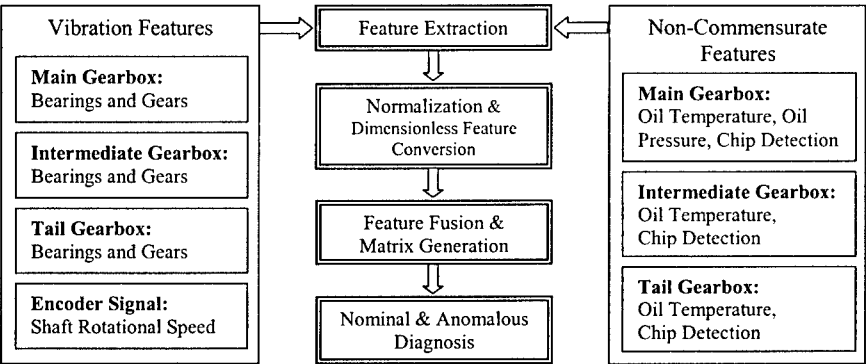 Vibration Features
Main Gearbox:
Bearings and Gears
Intermediate Gearbox:
Bearings and Gears
Tail Gearbox:
Bearings and Gears
Encoder Signal:
Shaft Rotational Speed
Feature Extraction
Normalization &
Dimensionless Feature
Conversion
Feature Fusion &
Matrix Generation
Nominal & Anomalous
Diagnosis
Non-Commensurate
Features
Main Gearbox:
Oil Temperature, Oil
Pressure, Chip Detection
Intermediate Gearbox:
Oil Temperature,
Chip Detection
Tail Gearbox:
Oil Temperature,
Chip Detection